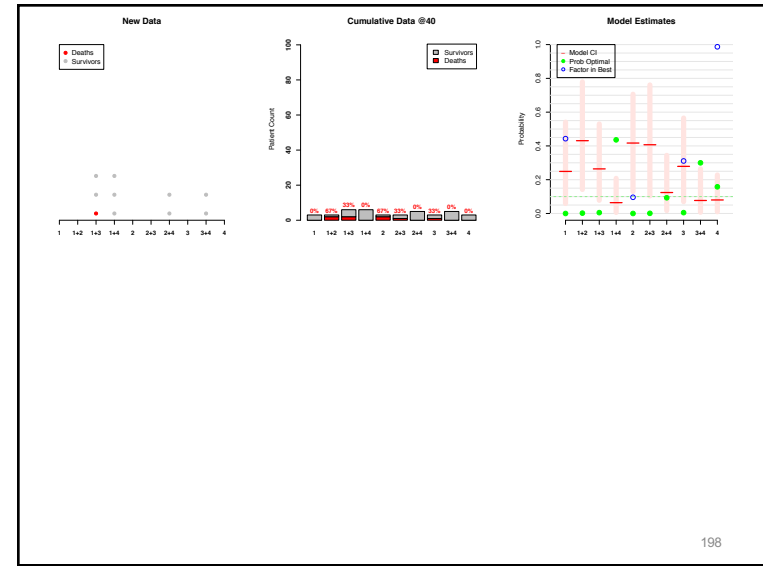 New Data
Deaths
Survivors
1 1+2 1+3 1+4 2 2+3 2+4 3 3+4 4
Cumulative Data @40
Survivors
Deaths
Patient Count
100
80
60
40
20
0
0% 67% 33% 0% 67% 33% 0% 33% 0% 0%
1 1+2 1+3 1+4 2 2+3 2+4 3 3+4 4
Model Estimates
Model CI
Prob Optimal
Factor in Best
Probability
1.0
0.8
0.6
0.4
0.2
0.0
1 1+2 1+3 1+4 2 2+3 2+4 3 3+4 4
198